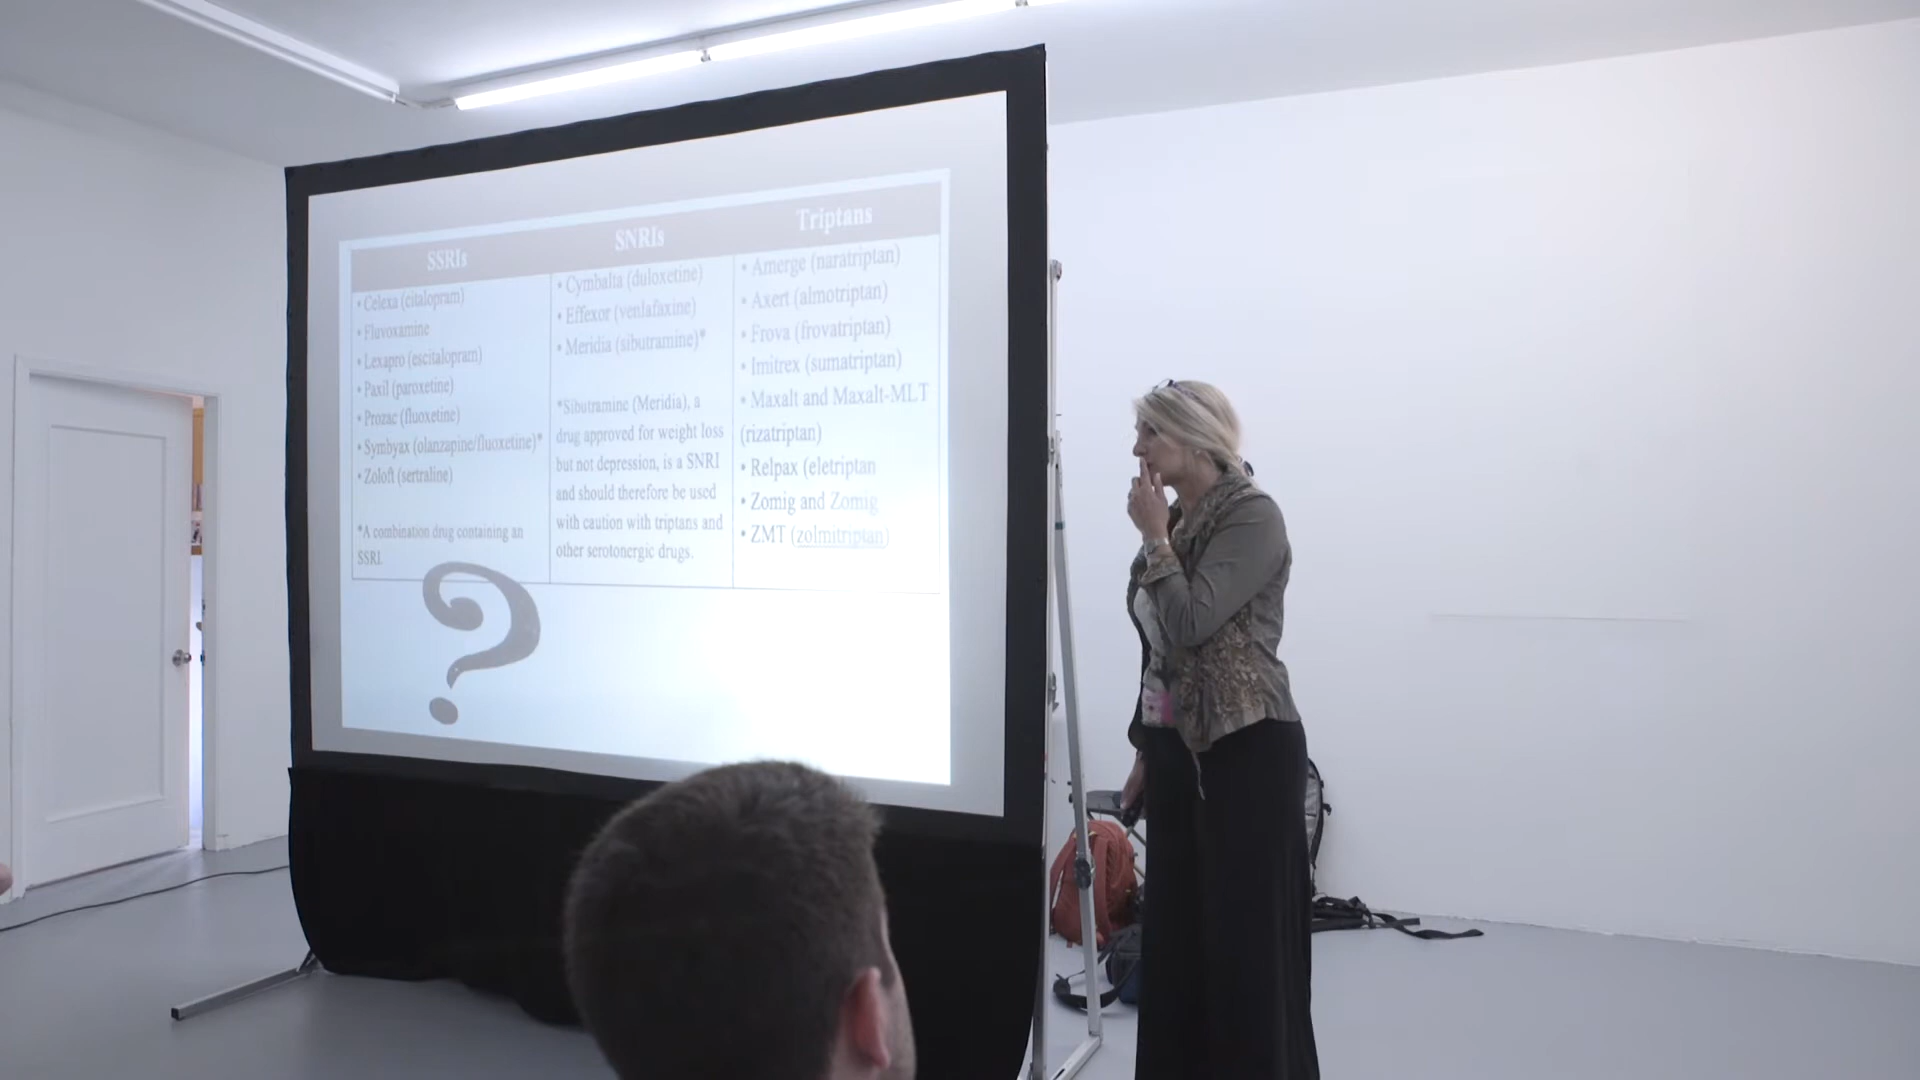 SSRIs
• Celexa (citalopram)
• Fluvoxamine
• Lexapro (escitalopram)
• Paxil (paroxetine)
• Prozac (fluoxetine)
• Symbyax (olanzapine/fluoxetine)*
• Zoloft (sertraline)
*A combination drug containing an
SSRI.
SNRIs
• Cymbalta (duloxetine)
• Effexor (venlafaxine)
• Meridia (sibutramine)*
*Sibutramine (Meridia), a
drug approved for weight loss
but not depression, is a SNRI
and should therefore be used
with caution with triptans and
other serotonergic drugs.
Triptans
• Amerge (naratriptan)
• Axert (almotriptan)
• Frova (frovatriptan)
• Imitrex (sumatriptan)
• Maxalt and Maxalt-MLT
(rizatriptan)
• Relpax (eletriptan
• Zomig and Zomig
• ZMT (zolmitriptan)
?